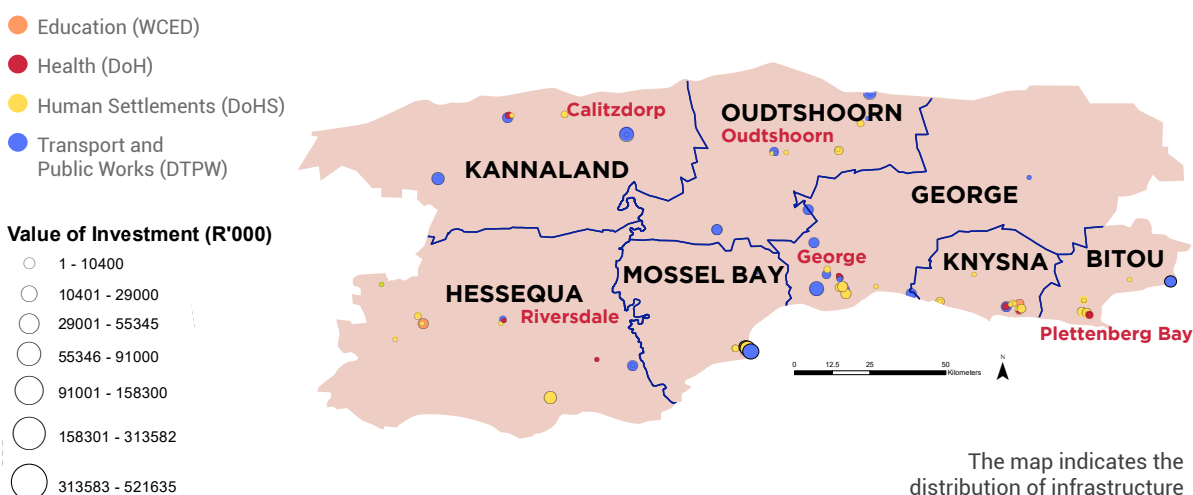 Education (WCED)
Health (DoH)
Human Settlements (DoHS)
Transport and
Public Works (DTPW)
Value of Investment (R'000)
1 - 10400
10401 - 29000
29001 - 55345
55346 - 91000
91001 - 158300
158301 - 313582
313583 - 521635
Calitzdorp
KANNALAND
OUDTSHOORN
Oudtshoorn
GEORGE
George
KNYSNA
BITOU
Plettenberg Bay
MOSSEL BAY
HESSEQUA
Riversdale
0 12.5 25 50
Kilometers
N
The map indicates the
distribution of infrastructure